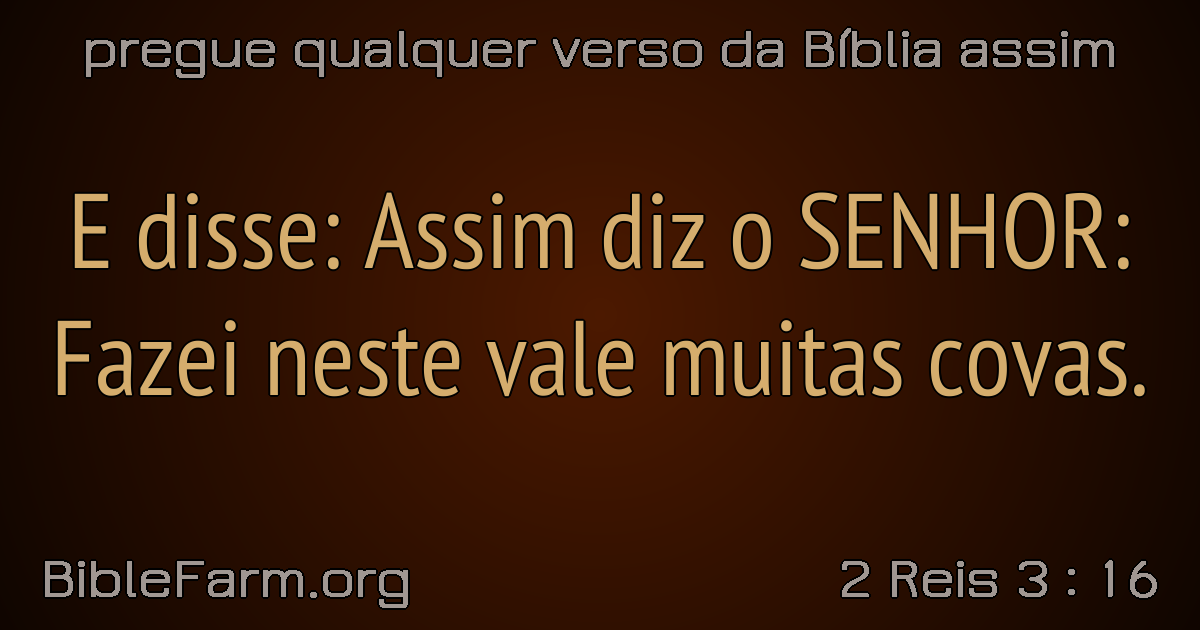 pregue qualquer verso da Bíblia assim
E disse: Assim diz o SENHOR:
Fazei neste vale muitas covas.
BibleFarm.org
2 Reis 3 : 16